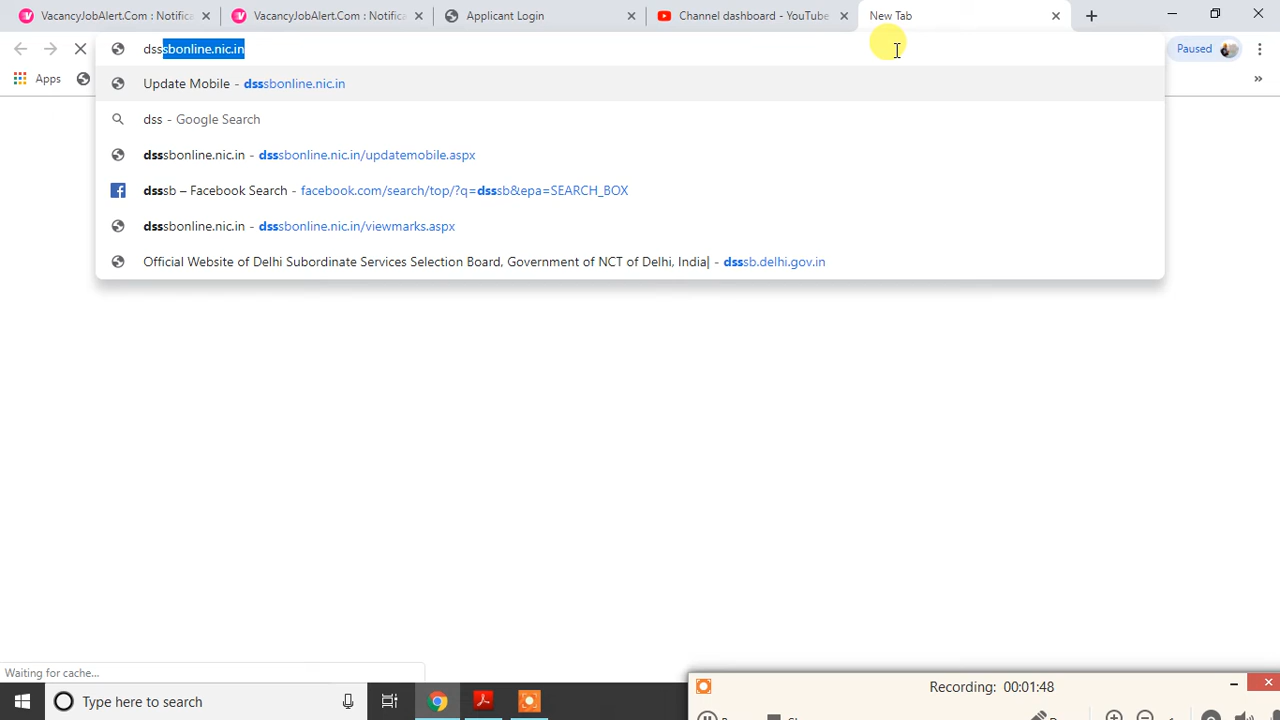 VacancyJobAlert.Com : Notifica
VacancyJobAlert.Com : Notifica
Applicant Login
Channel dashboard - YouTube
New Tab
dsssbonline.nic.in
Paused
Apps
Update Mobile - dsssbonline.nic.in
dss - Google Search
dsssbonline.nic.in - dsssbonline.nic.in/updatemobile.aspx
dsssb – Facebook Search - facebook.com/search/top/?q=dsssb&epa=SEARCH_BOX
dsssbonline.nic.in - dsssbonline.nic.in/viewmarks.aspx
Official Website of Delhi Subordinate Services Selection Board, Government of NCT of Delhi, India| - dsssb.delhi.gov.in
Waiting for cache...
Recording: 00:01:48
Type here to search